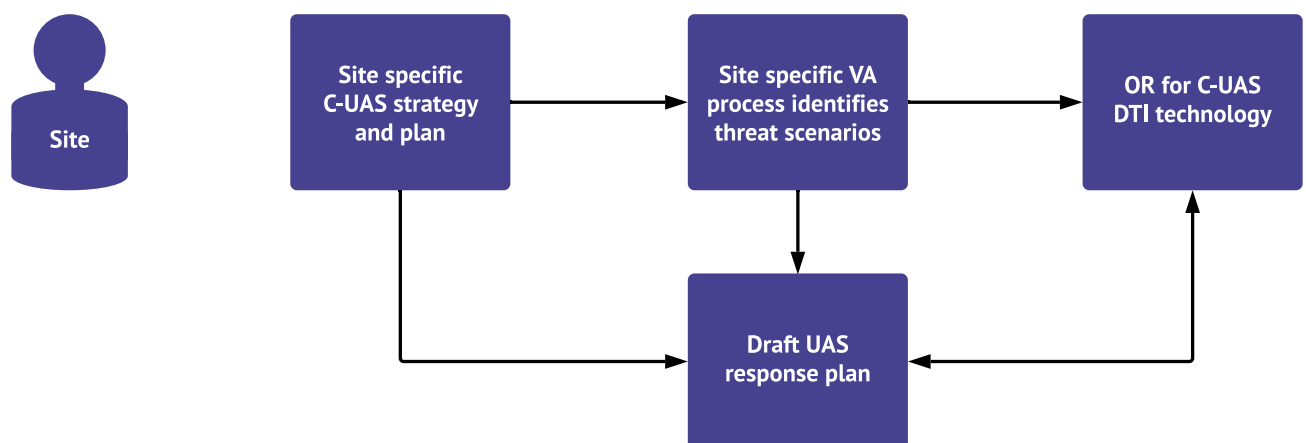 Site
Site specific
C-UAS strategy
and plan
Site specific VA
process identifies
threat scenarios
OR for C-UAS
DTI technology
Draft UAS
response plan